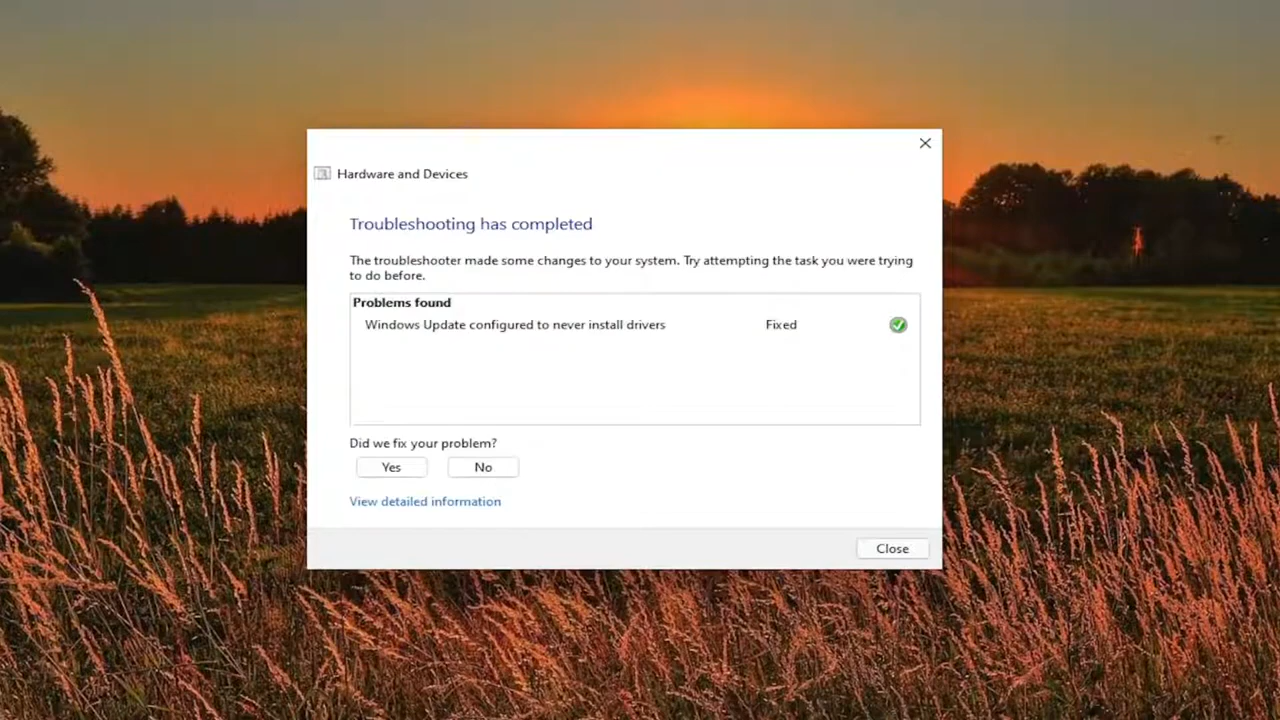 Hardware and Devices
Troubleshooting has completed
The troubleshooter made some changes to your system. Try attempting the task you were trying
to do before.
Problems found
Windows Update configured to never install drivers Fixed
Did we fix your problem?
Yes No
View detailed information
Close